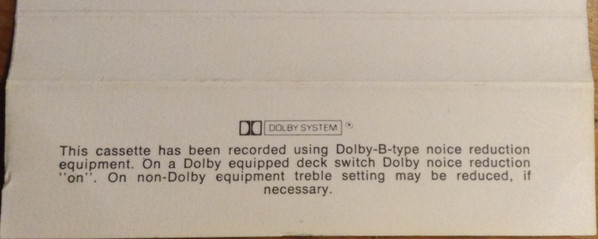 DOLBY SYSTEM ®
This cassette has been recorded using Dolby-B-type noice reduction
equipment. On a Dolby equipped deck switch Dolby noice reduction
"on". On non-Dolby equipment treble setting may be reduced, if
necessary.